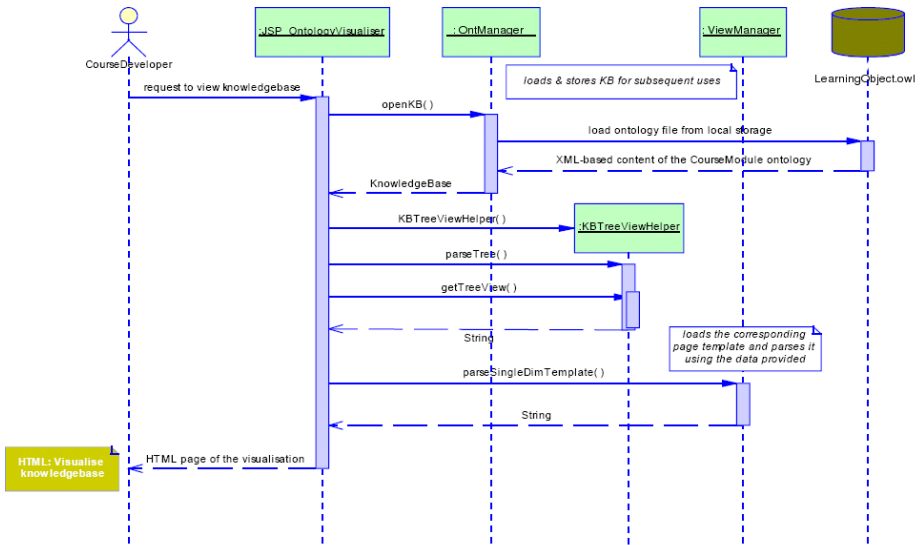 :JSP_OntologyVisualiser
: OntManager
: ViewManager
CourseDeveloper
LearningObject.owl
loads & stores KB for subsequent uses
request to view knowledgebase
openKB( )
load ontology file from local storage
XML-based content of the CourseModule ontology
KnowledgeBase
KBTreeViewHelper( )
:KBTreeViewHelper
parseTree( )
getTreeView( )
String
loads the corresponding
page template and parses it
using the data provided
parseSingleDimTemplate( )
String
HTML page of the visualisation
HTML: Visualise
knowledgebase